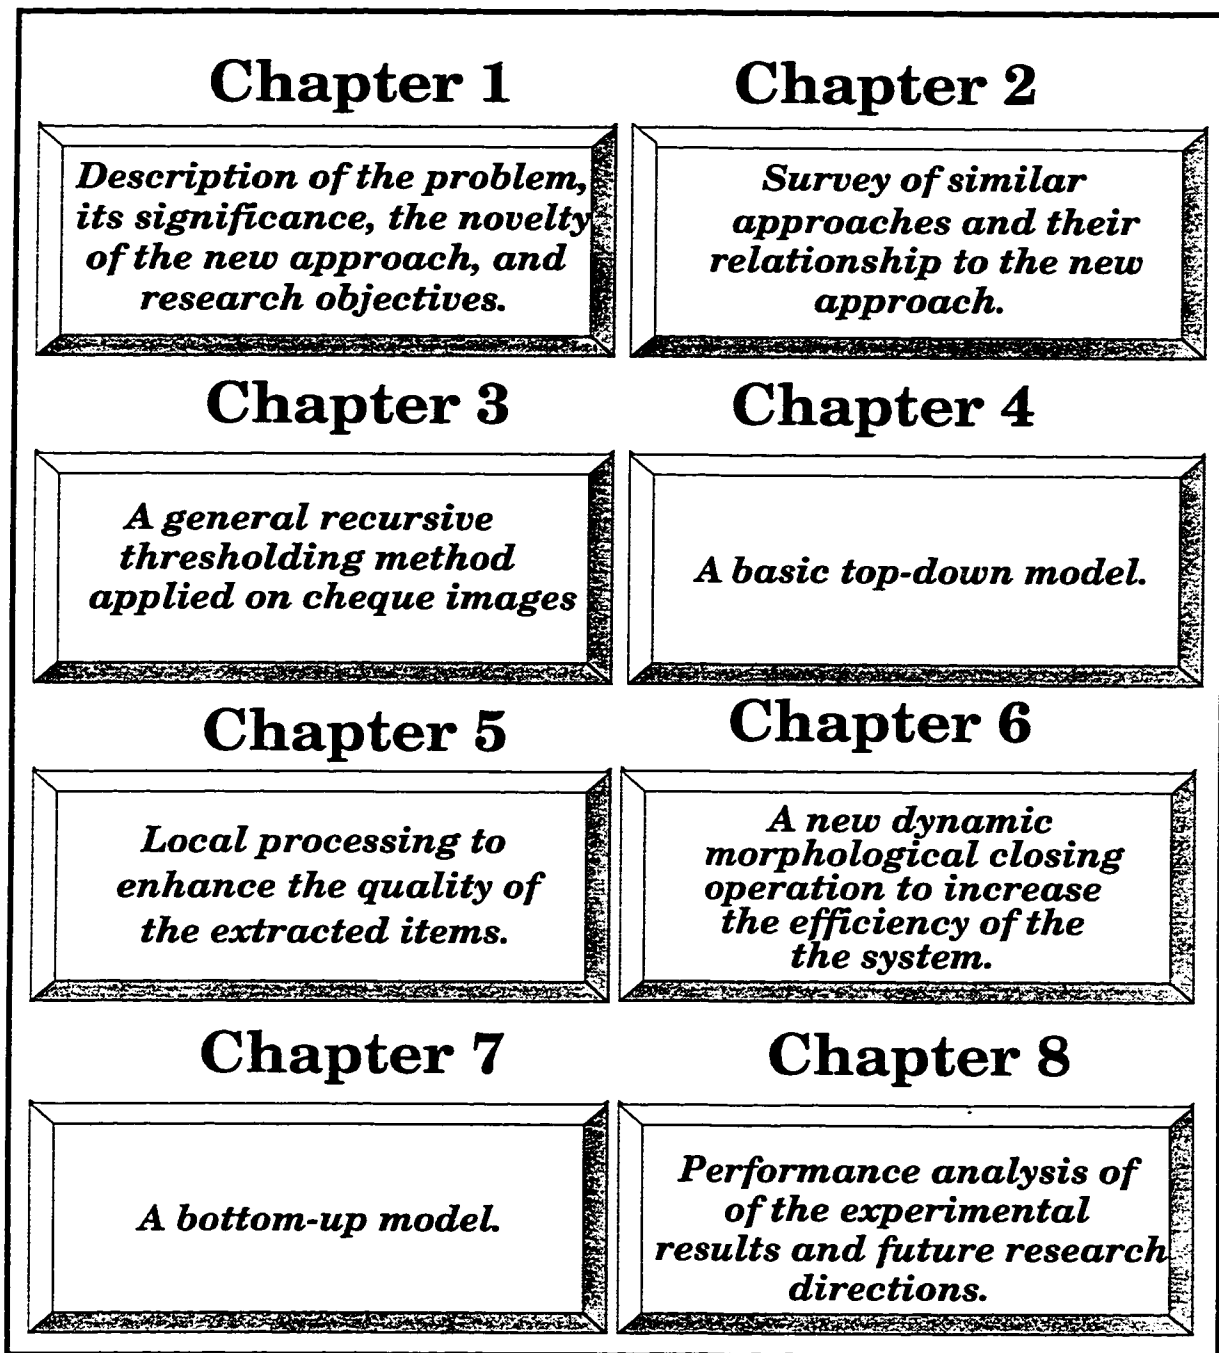 Chapter 1
Description of the problem,
its significance, the novelty
of the new approach, and
research objectives.
Chapter 2
Survey of similar
approaches and their
relationship to the new
approach.
Chapter 3
A general recursive
thresholding method
applied on cheque images
Chapter 4
A basic top-down model.
Chapter 5
Local processing to
enhance the quality of
the extracted items.
Chapter 6
A new dynamic
morphological closing
operation to increase
the efficiency of the
the system.
Chapter 7
A bottom-up model.
Chapter 8
Performance analysis of
of the experimental
results and future research
directions.